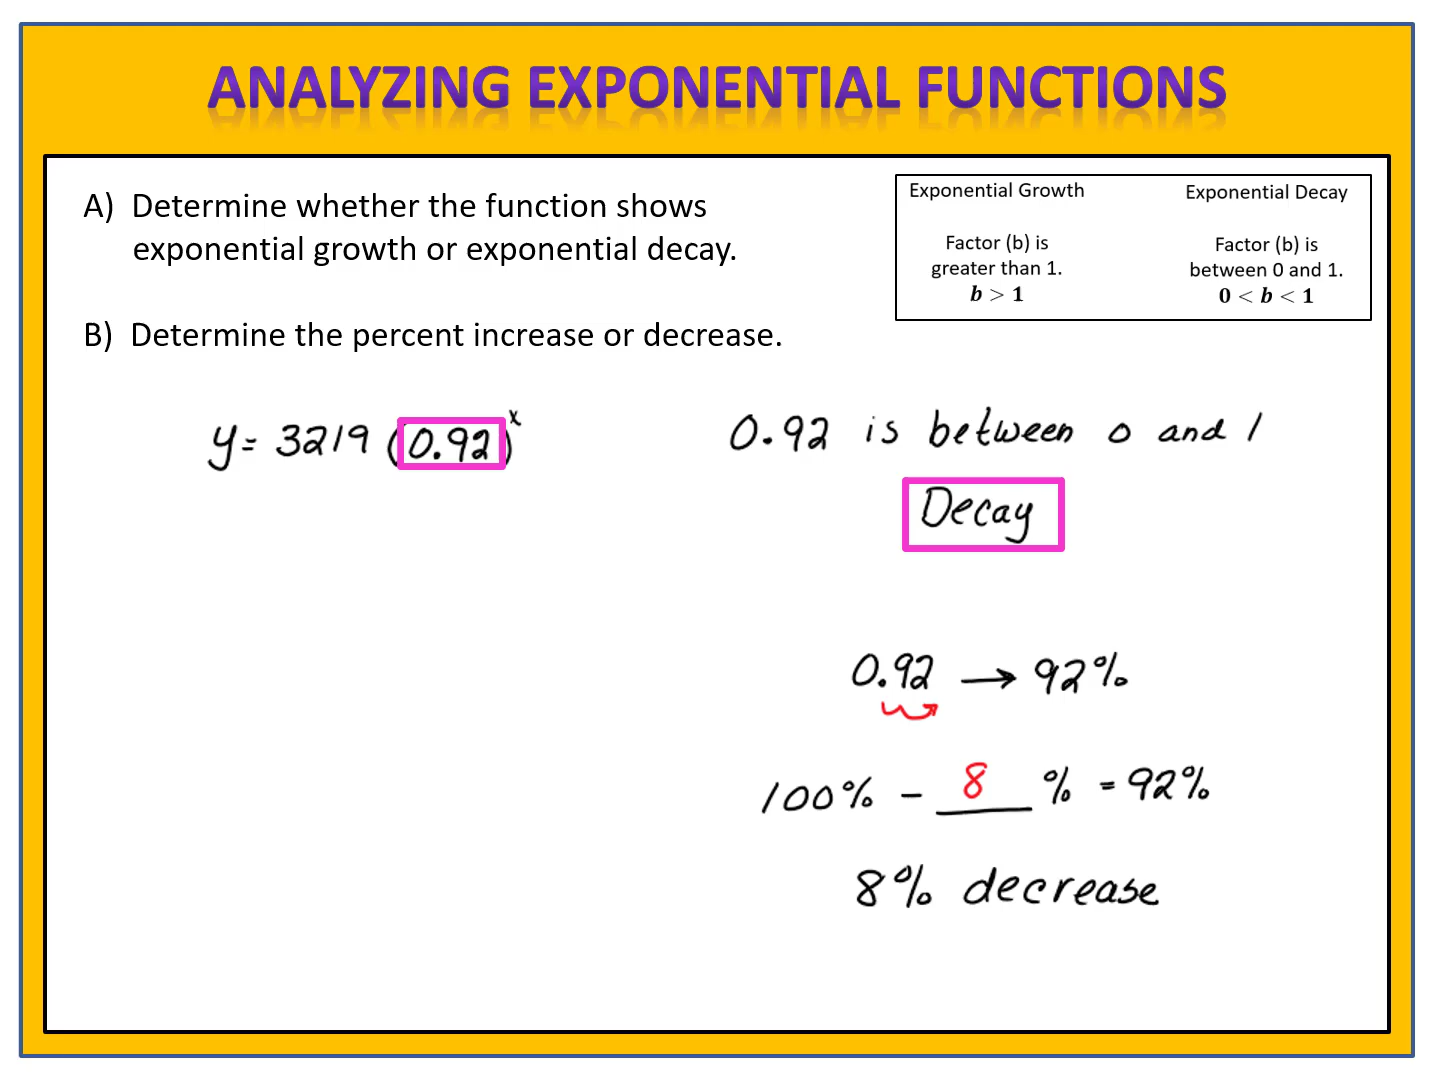 ANALYZING EXPONENTIAL FUNCTIONS
A) Determine whether the function shows
exponential growth or exponential decay.
B) Determine the percent increase or decrease.
Exponential Growth
Factor (b) is
greater than 1.
b > 1
Exponential Decay
Factor (b) is
between 0 and 1.
0 < b < 1
y = 3219 (0.92)^x
0.92 is between 0 and 1
Decay
0.92 → 92%
100% - 8 % = 92%
8% decrease